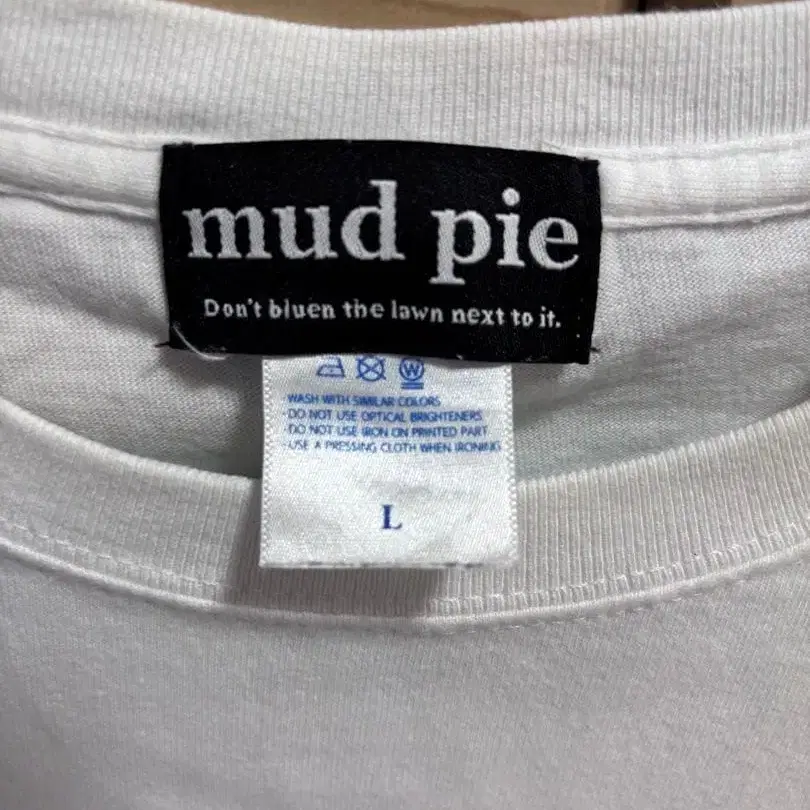 mud pie
Don't bluen the lawn next to it.
W
WASH WITH SIMILAR COLORS
·DO NOT USE OPTICAL BRIGHTENERS
·DO NOT USE IRON ON PRINTED PART
·USE A PRESSING CLOTH WHEN IRONING
L